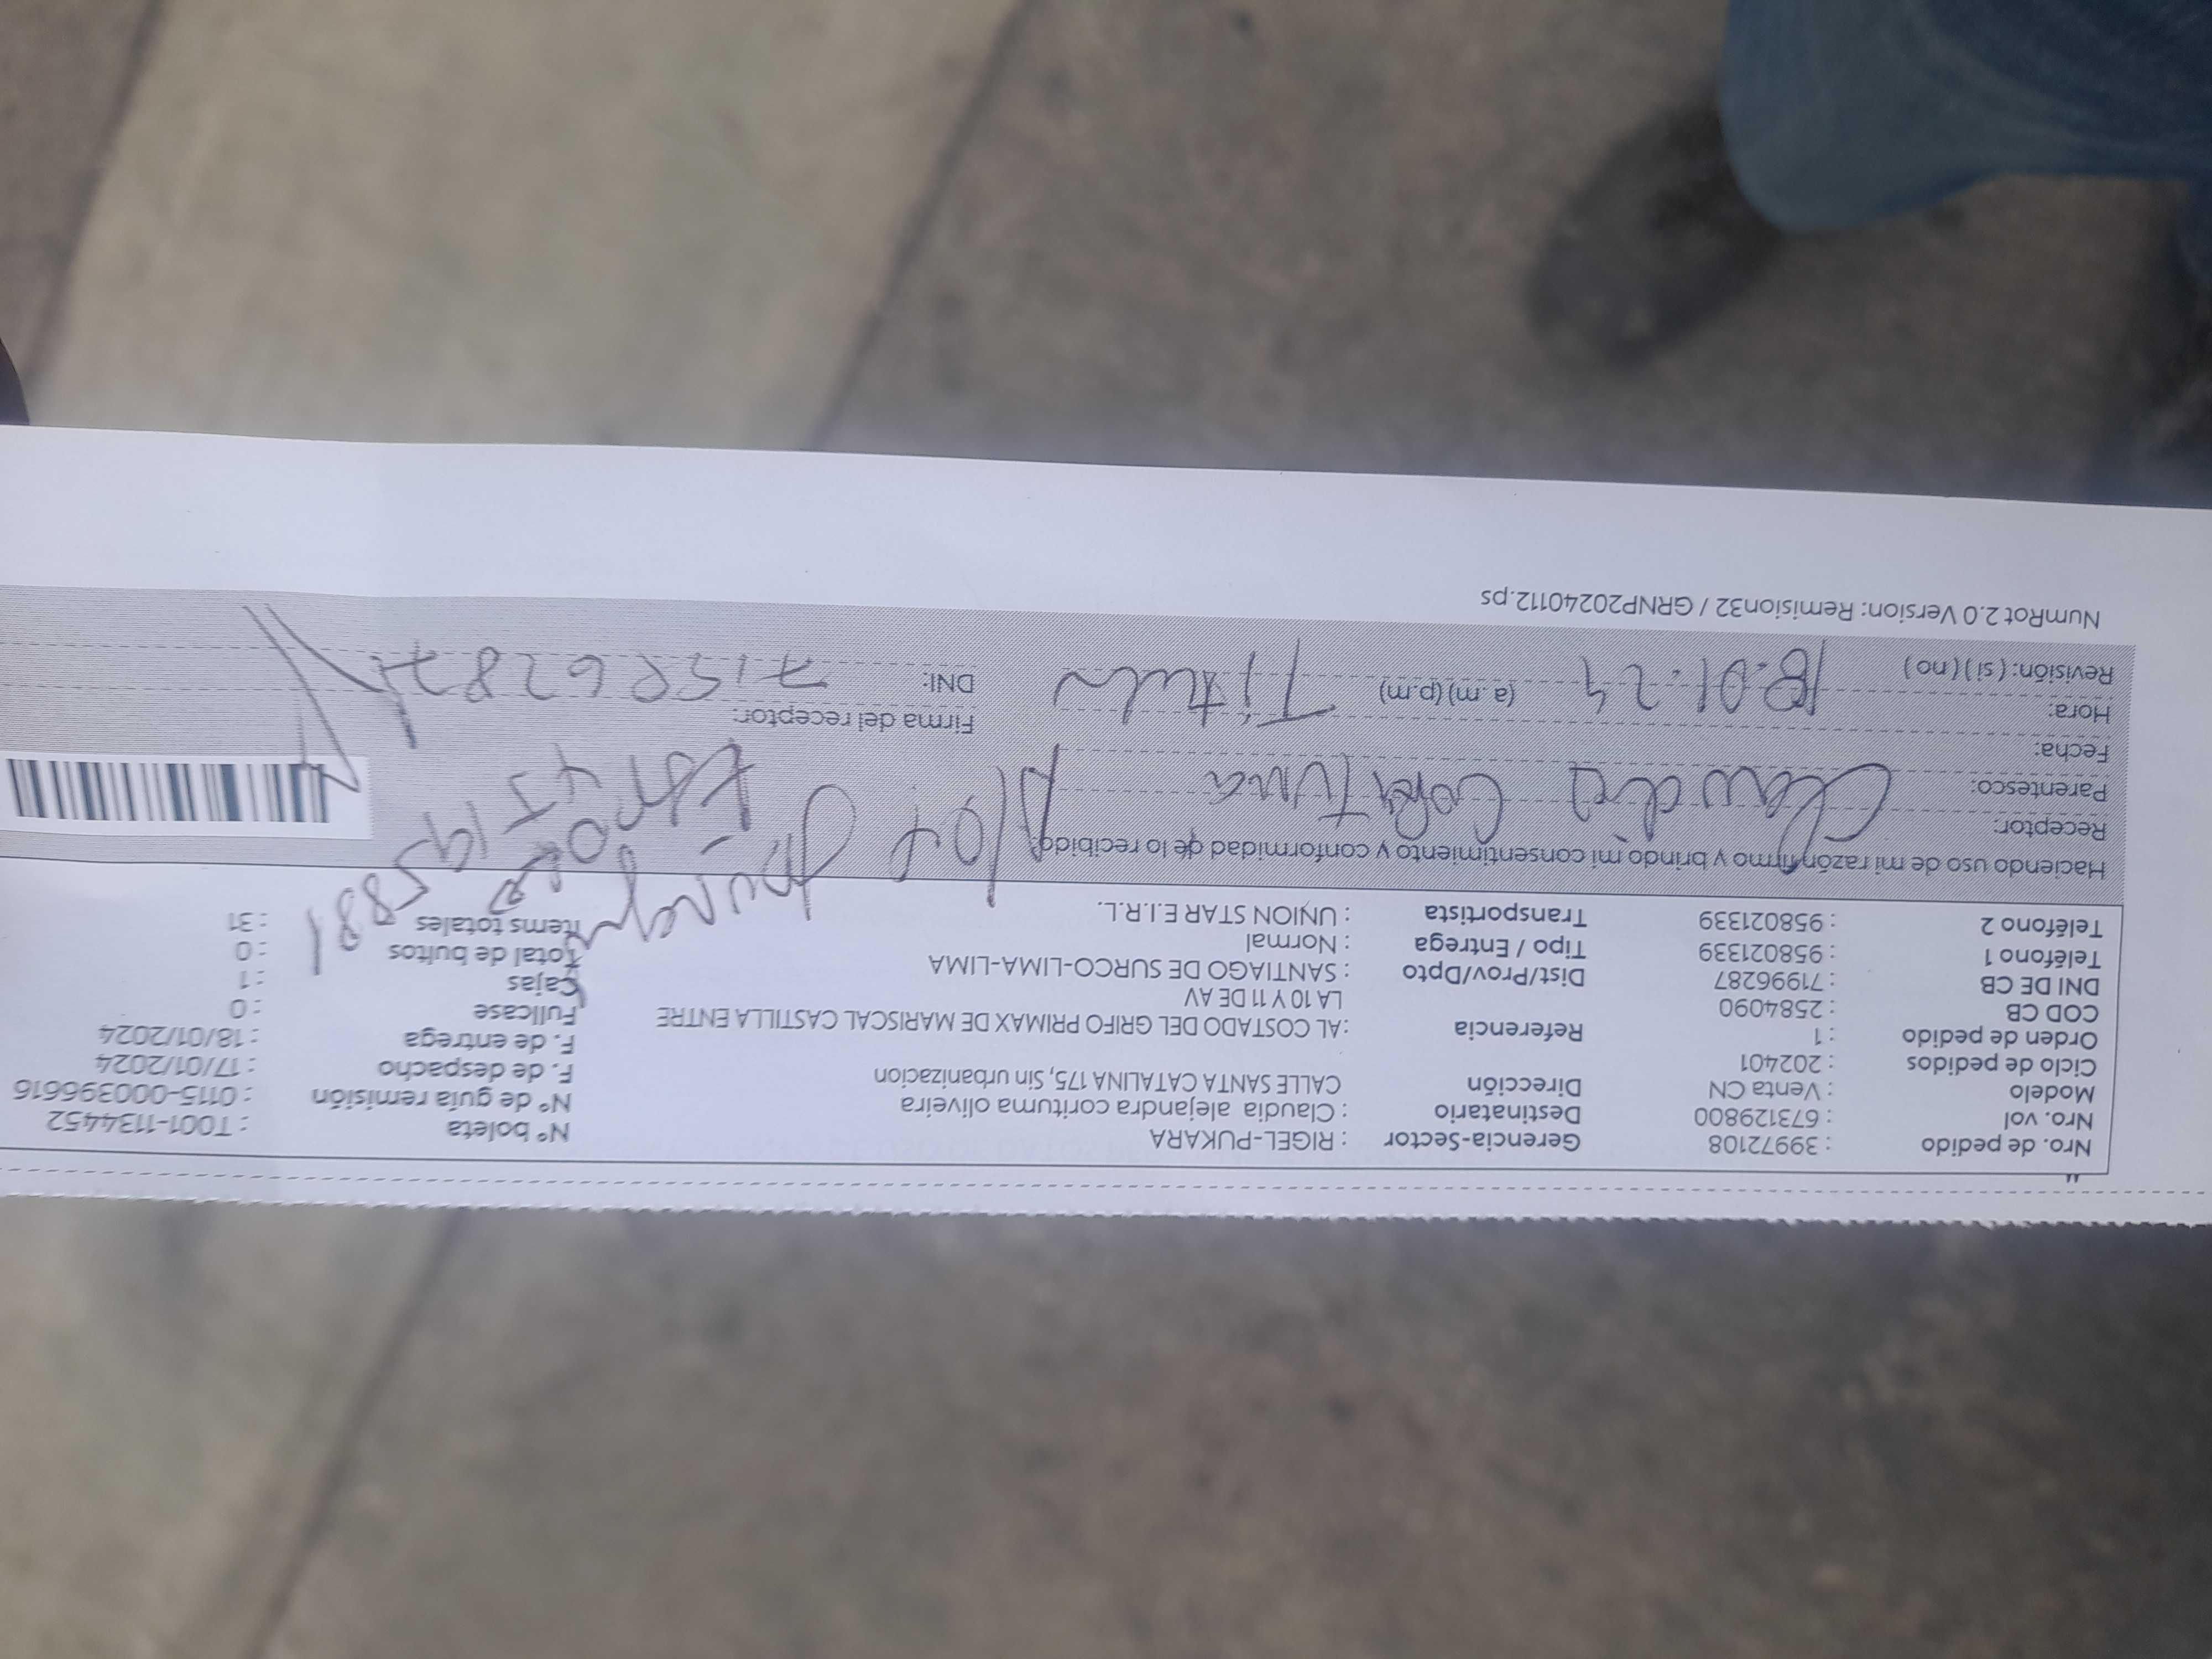 Nro. de pedido : 39972108 Gerencia-Sector : RIGEL-PUKARA Nº boleta : T001-1134452
Nro. vol : 673129800 Destinatario : Claudia alejandra corituma oliveira Nº de guía remisión : 0115-000396616
Modelo : Venta CN Dirección CALLE SANTA CATALINA 175, Sin urbanizacion F. de despacho : 17/01/2024
Ciclo de pedidos : 202401 F. de entrega : 18/01/2024
Orden de pedido : 1 Referencia : AL COSTADO DEL GRIFO PRIMAX DE MARISCAL CASTILLA ENTRE Fullcase : 0
COD CB : 2584090 LA 10 Y 11 DE AV Cajas : 1
DNI DE CB : 71996287 Dist/Prov/Dpto : SANTIAGO DE SURCO-LIMA-LIMA Total de bultos : 0
Teléfono 1 : 958021339 Tipo / Entrega : Normal Items totales : 31
Teléfono 2 : 958021339 Transportista : UNION STAR E.I.R.L.
Haciendo uso de mi razón firmo y brindo mi consentimiento y conformidad de lo recibido.
Receptor: Claudia Corituma
Parentesco:
Fecha:
Hora: 18.01.24 (a.m) (p.m) Titular Firma del receptor:
Revisión: (si) (no) DNI:
NumRot 2.0 Version: Remision32 / GRNP20240112.ps